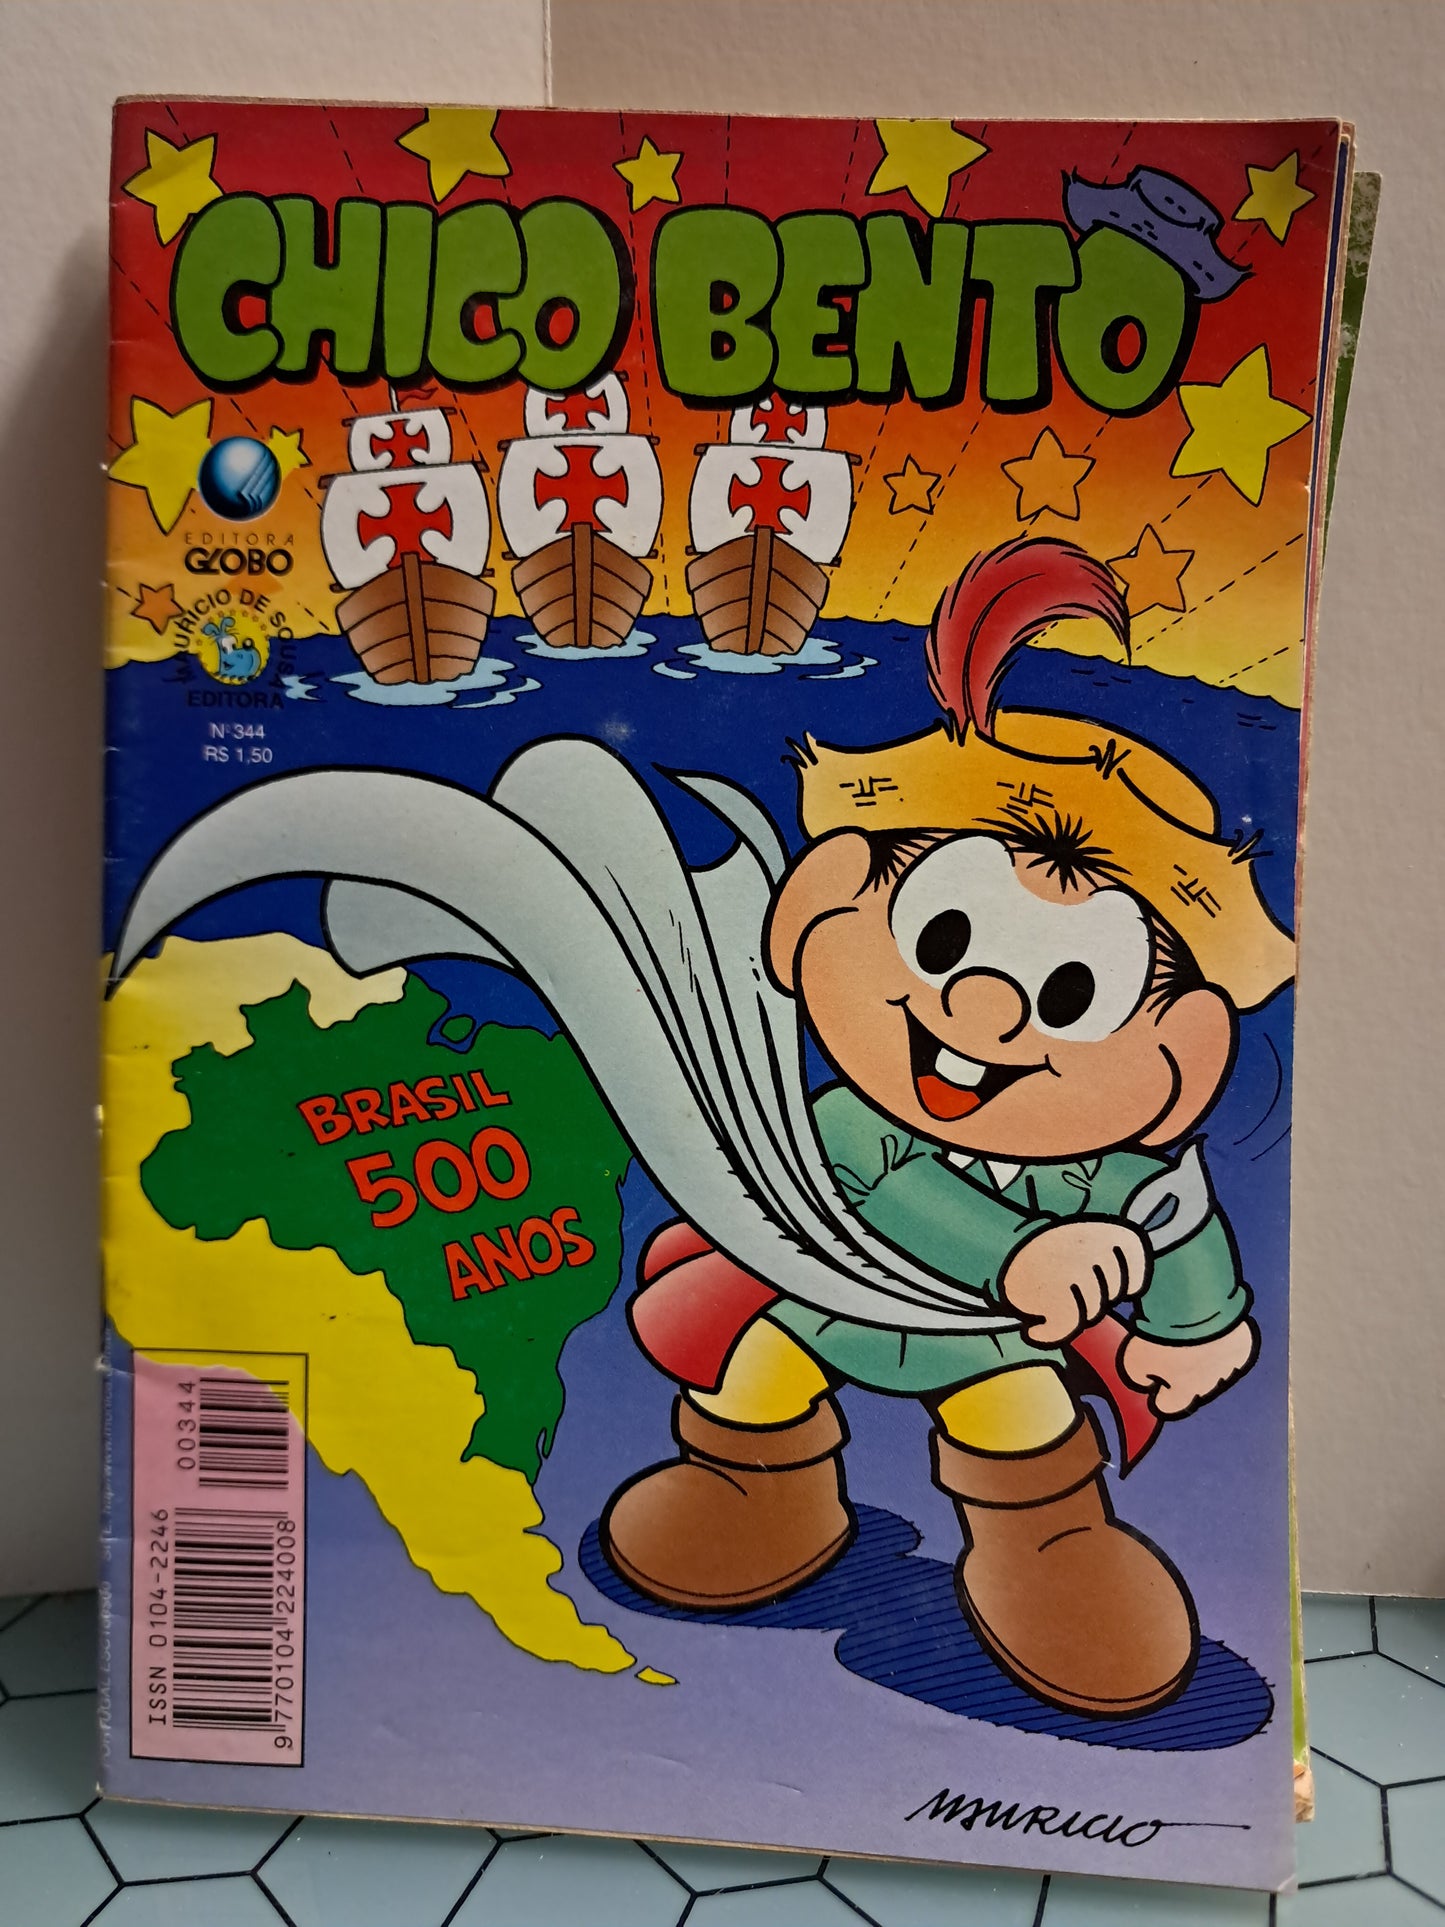 CHICO BENTO
EDITORA
GLOBO
MAURICIO DE SOUSA
EDITORA
Nº 344
R$ 1,50
BRASIL
500
ANOS
00344
ISSN 0104-2246
9 770104 224008
MAURICIO